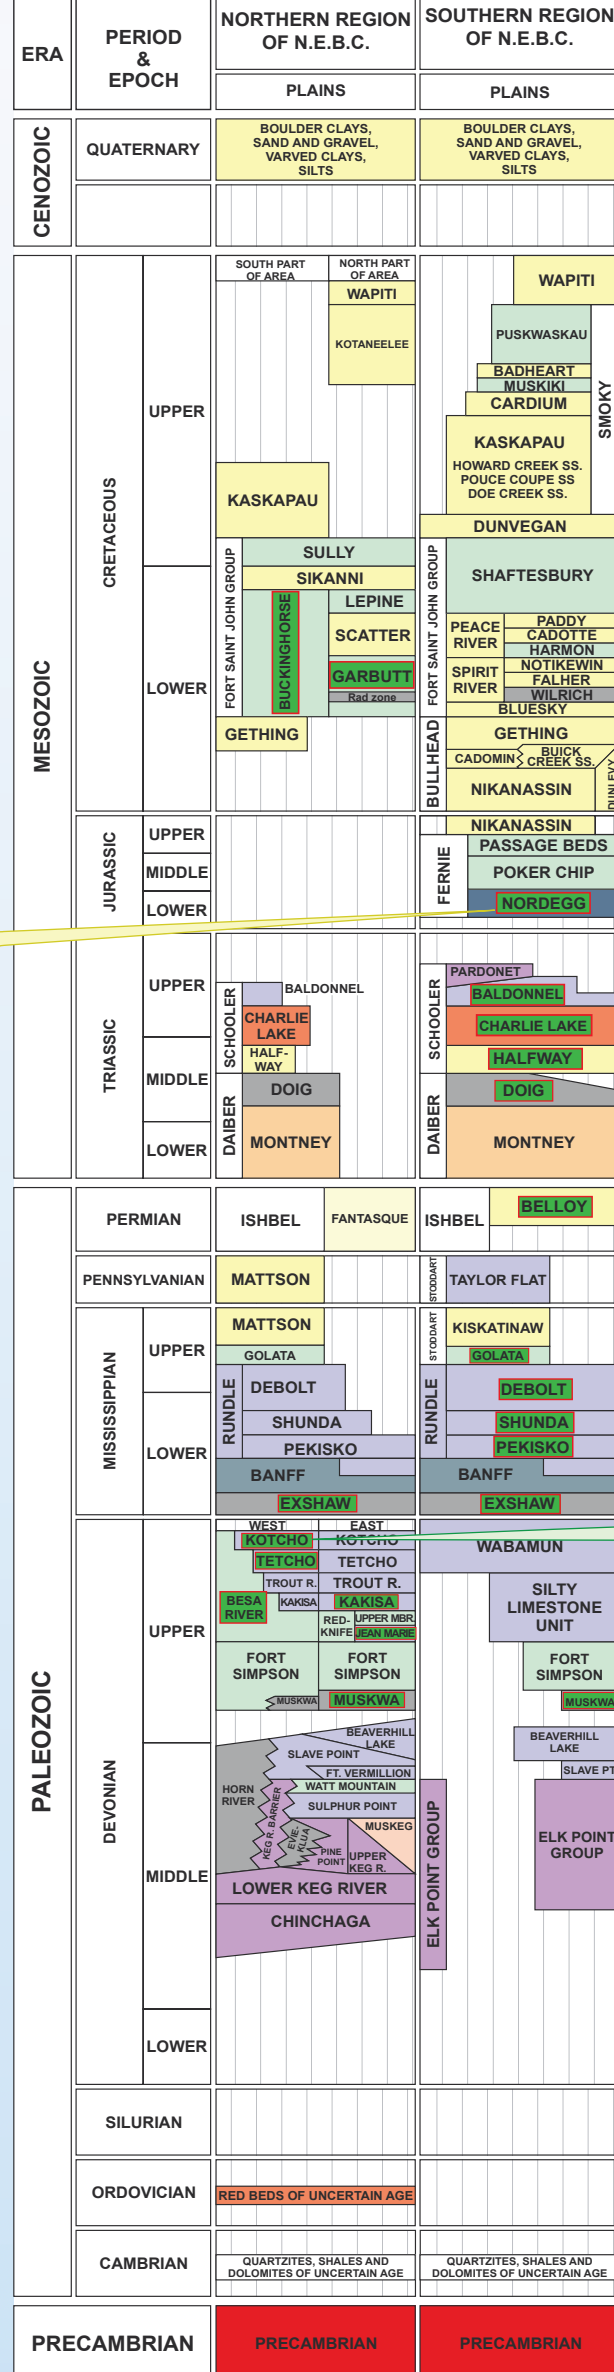 ERA
PERIOD
&
EPOCH
NORTHERN REGION
OF N.E.B.C.
PLAINS
SOUTHERN REGION
OF N.E.B.C.
PLAINS
CENOZOIC
QUATERNARY
BOULDER CLAYS,
SAND AND GRAVEL,
VARVED CLAYS,
SILTS
BOULDER CLAYS,
SAND AND GRAVEL,
VARVED CLAYS,
SILTS
MESOZOIC
CRETACEOUS
UPPER
LOWER
SOUTH PART
OF AREA
NORTH PART
OF AREA
WAPITI
KOTANEELEE
KASKAPAU
FORT SAINT JOHN GROUP
SULLY
SIKANNI
BUCKINGHORSE
LEPINE
SCATTER
GARBUTT
Rad zone
GETHING
WAPITI
PUSKWASKAU
BADHEART
MUSKIKI
CARDIUM
SMOKY
KASKAPAU
HOWARD CREEK SS.
POUCE COUPE SS
DOE CREEK SS.
DUNVEGAN
FORT SAINT JOHN GROUP
SHAFTESBURY
PEACE
RIVER
PADDY
CADOTTE
HARMON
SPIRIT
RIVER
NOTIKEWIN
FALHER
WILRICH
BLUESKY
BULLHEAD
GETHING
CADOMIN
BUICK
CREEK SS.
NIKANASSIN
DUNLEVY
JURASSIC
UPPER
MIDDLE
LOWER
NIKANASSIN
FERNIE
PASSAGE BEDS
POKER CHIP
NORDEGG
TRIASSIC
UPPER
MIDDLE
LOWER
SCHOOLER
BALDONNEL
CHARLIE
LAKE
HALF-
WAY
DAIBER
DOIG
MONTNEY
SCHOOLER
PARDONET
BALDONNEL
CHARLIE LAKE
HALFWAY
DAIBER
DOIG
MONTNEY
PALEOZOIC
PERMIAN
ISHBEL
FANTASQUE
ISHBEL
BELLOY
PENNSYLVANIAN
MATTSON
STODDART
TAYLOR FLAT
MISSISSIPPIAN
UPPER
LOWER
MATTSON
GOLATA
RUNDLE
DEBOLT
SHUNDA
PEKISKO
BANFF
EXSHAW
STODDART
KISKATINAW
GOLATA
RUNDLE
DEBOLT
SHUNDA
PEKISKO
BANFF
EXSHAW
DEVONIAN
UPPER
MIDDLE
LOWER
WEST
EAST
KOTCHO
KOTCHO
TETCHO
TETCHO
TROUT R.
TROUT R.
BESA
RIVER
KAKISA
KAKISA
RED-
KNIFE
UPPER MBR.
JEAN MARIE
FORT
SIMPSON
FORT
SIMPSON
MUSKWA
MUSKWA
BEAVERHILL
LAKE
SLAVE POINT
FT. VERMILLION
WATT MOUNTAIN
SULPHUR POINT
HORN
RIVER
KEG R. BARRIER
EVIE-
KLUA
PINE
POINT
MUSKEG
UPPER
KEG R.
LOWER KEG RIVER
CHINCHAGA
WABAMUN
SILTY
LIMESTONE
UNIT
FORT
SIMPSON
MUSKWA
BEAVERHILL
LAKE
SLAVE PT
ELK POINT GROUP
ELK POINT
GROUP
SILURIAN
ORDOVICIAN
RED BEDS OF UNCERTAIN AGE
CAMBRIAN
QUARTZITES, SHALES AND
DOLOMITES OF UNCERTAIN AGE
QUARTZITES, SHALES AND
DOLOMITES OF UNCERTAIN AGE
PRECAMBRIAN
PRECAMBRIAN
PRECAMBRIAN